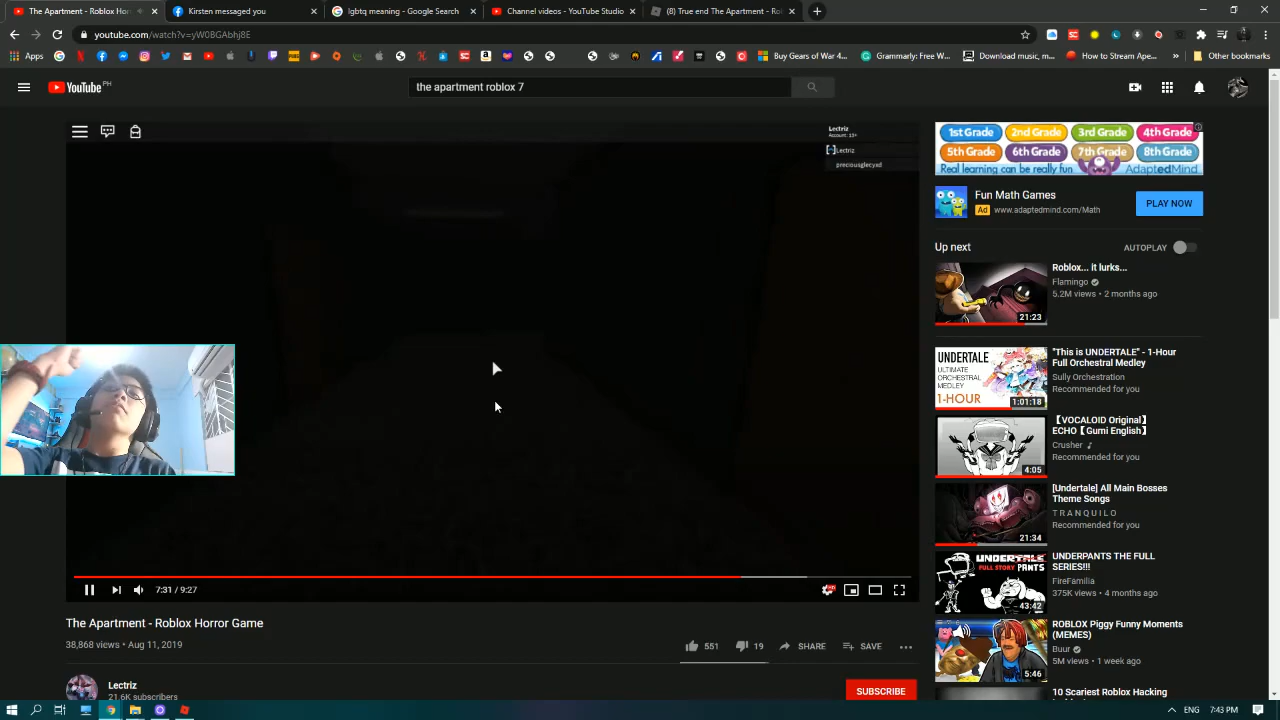 The Apartment - Roblox Horr
Kirsten messaged you
lgbtq meaning - Google Search
Channel videos - YouTube Studio
(8) True end The Apartment - Rob
youtube.com/watch?v=yW0BGAbhj8E
Apps
Buy Gears of War 4...
Grammarly: Free W...
Download music, m...
How to Stream Ape...
Other bookmarks
YouTube PH
the apartment roblox 7
Lectriz
Account: 13+
Lectriz
preciousglecyxd
1st Grade 2nd Grade 3rd Grade 4th Grade
5th Grade 6th Grade 7th Grade 8th Grade
Real learning can be really fun AdaptedMind
Fun Math Games
Ad www.adaptedmind.com/Math
PLAY NOW
Up next
AUTOPLAY
Roblox... it lurks...
Flamingo
5.2M views • 2 months ago
21:23
UNDERTALE
ULTIMATE
ORCHESTRAL
MEDLEY
1-HOUR
1:01:18
"This is UNDERTALE" - 1-Hour
Full Orchestral Medley
Sully Orchestration
Recommended for you
【VOCALOID Original】
ECHO【Gumi English】
Crusher ♪
Recommended for you
4:05
[Undertale] All Main Bosses
Theme Songs
T R A N Q U I L O
Recommended for you
21:34
UNDERTALE
FULL STORY PANTS
43:42
UNDERPANTS THE FULL
SERIES!!!
FireFamilia
375K views • 4 months ago
ROBLOX Piggy Funny Moments
(MEMES)
Buur
5M views • 1 week ago
5:46
10 Scariest Roblox Hacking
7:31 / 9:27
The Apartment - Roblox Horror Game
38,868 views • Aug 11, 2019
551
19
SHARE
SAVE
Lectriz
21.6K subscribers
SUBSCRIBE
ENG
7:43 PM